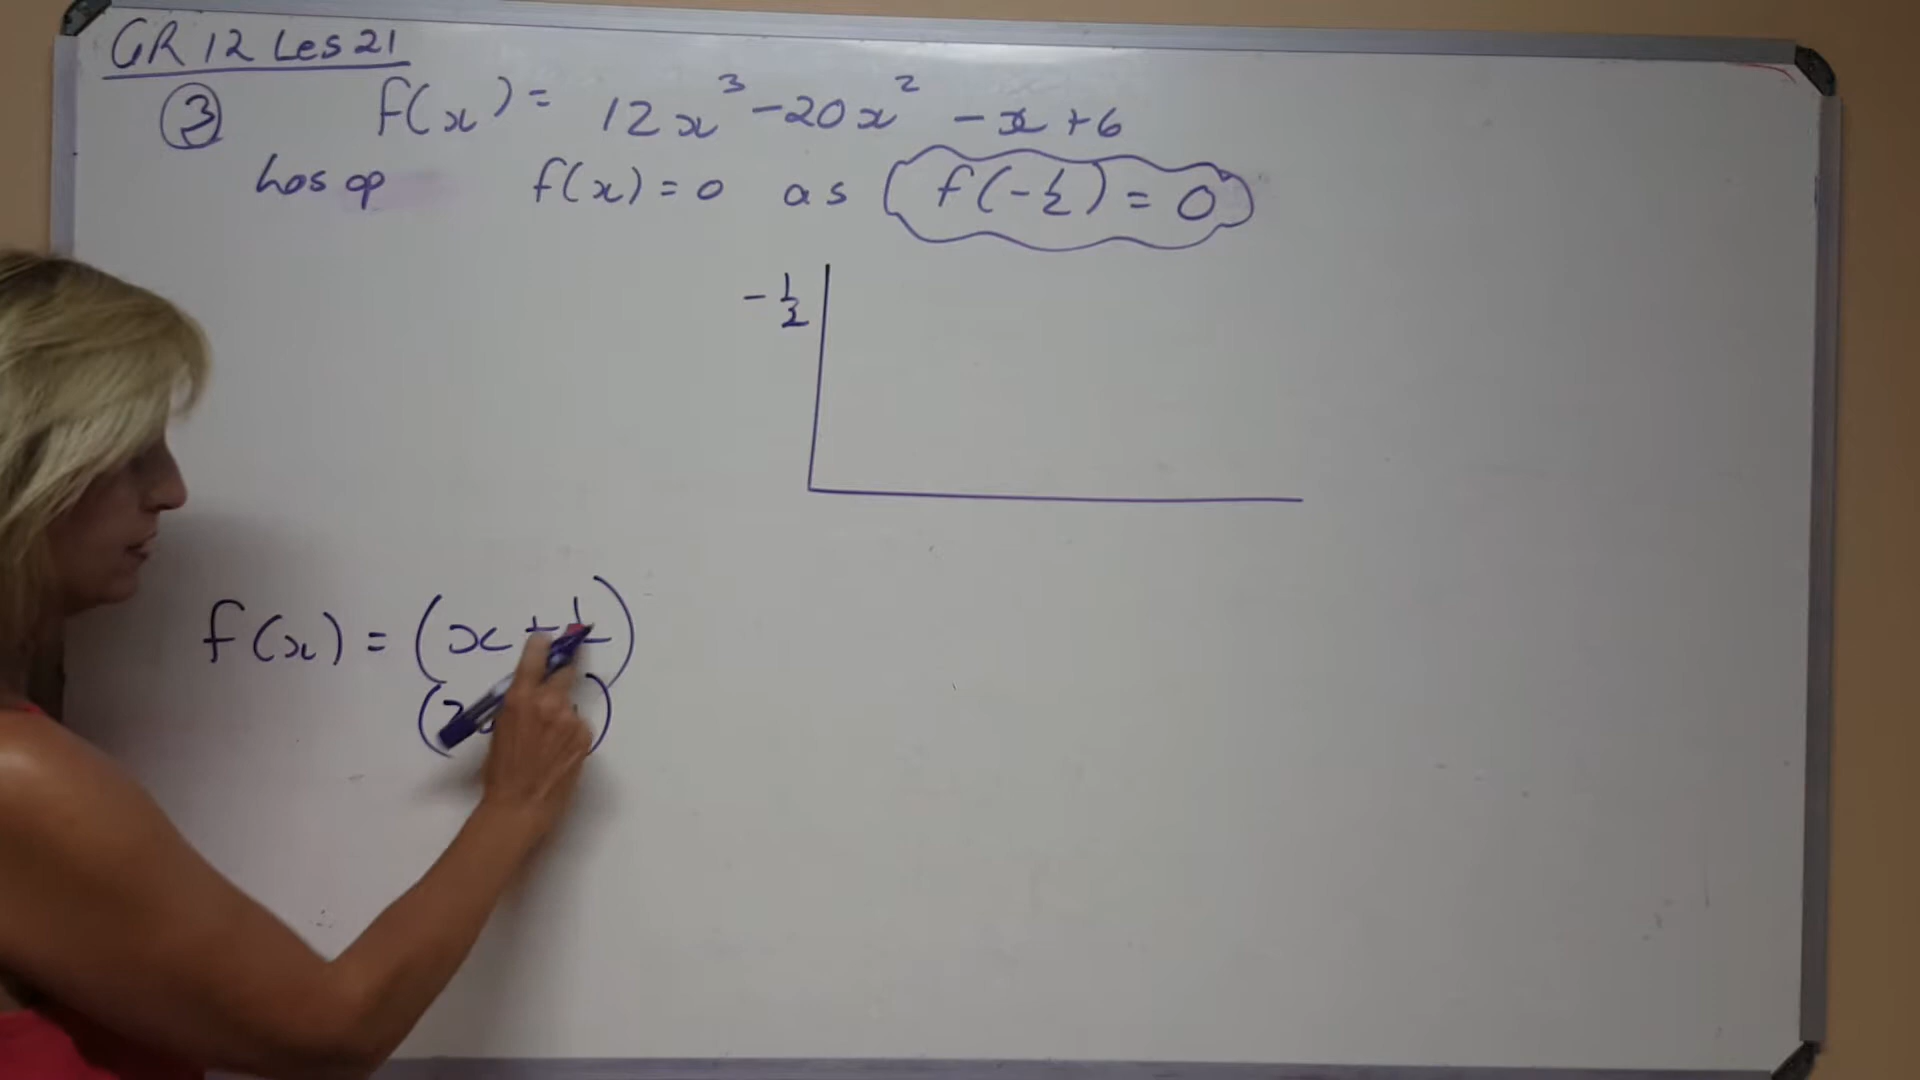 GR 12 Les 21
③ f(x) = 12x³ - 20x² - x + 6
Los op f(x) = 0 as f(-½) = 0
-½
f(x) = (x + ½)
(2